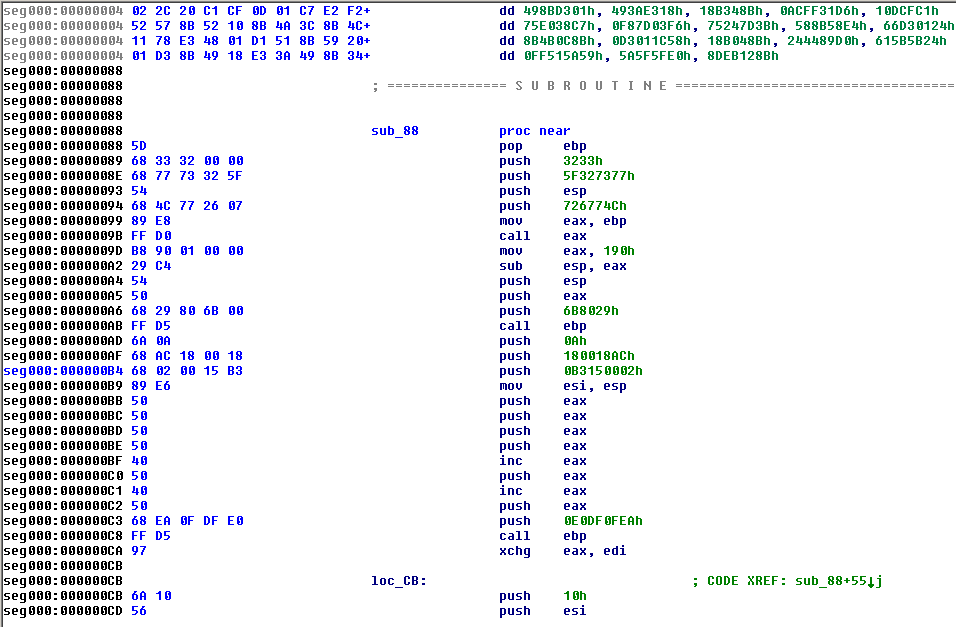 seg000:00000004 02 2C 20 C1 CF 0D 01 C7 E2 F2+ dd 498BD301h, 493AE318h, 18B348Bh, 0ACFF31D6h, 10DCFC1h
seg000:00000004 52 57 8B 52 10 8B 4A 3C 8B 4C+ dd 75E038C7h, 0F87D03F6h, 75247D3Bh, 588B58E4h, 66D30124h
seg000:00000004 11 78 E3 48 01 D1 51 8B 59 20+ dd 8B4B0C8Bh, 0D3011C58h, 18B048Bh, 244489D0h, 615B5B24h
seg000:00000004 01 D3 8B 49 18 E3 3A 49 8B 34+ dd 0FF515A59h, 5A5F5FE0h, 8DEB128Bh
seg000:00000088
seg000:00000088 ; =============== S U B R O U T I N E =====================================
seg000:00000088
seg000:00000088
seg000:00000088 sub_88 proc near
seg000:00000088 5D pop ebp
seg000:00000089 68 33 32 00 00 push 3233h
seg000:0000008E 68 77 73 32 5F push 5F327377h
seg000:00000093 54 push esp
seg000:00000094 68 4C 77 26 07 push 726774Ch
seg000:00000099 89 E8 mov eax, ebp
seg000:0000009B FF D0 call eax
seg000:0000009D B8 90 01 00 00 mov eax, 190h
seg000:000000A2 29 C4 sub esp, eax
seg000:000000A4 54 push esp
seg000:000000A5 50 push eax
seg000:000000A6 68 29 80 6B 00 push 6B8029h
seg000:000000AB FF D5 call ebp
seg000:000000AD 6A 0A push 0Ah
seg000:000000AF 68 AC 18 00 18 push 180018ACh
seg000:000000B4 68 02 00 15 B3 push 0B3150002h
seg000:000000B9 89 E6 mov esi, esp
seg000:000000BB 50 push eax
seg000:000000BC 50 push eax
seg000:000000BD 50 push eax
seg000:000000BE 50 push eax
seg000:000000BF 40 inc eax
seg000:000000C0 50 push eax
seg000:000000C1 40 inc eax
seg000:000000C2 50 push eax
seg000:000000C3 68 EA 0F DF E0 push 0E0DF0FEAh
seg000:000000C8 FF D5 call ebp
seg000:000000CA 97 xchg eax, edi
seg000:000000CB
seg000:000000CB loc_CB: ; CODE XREF: sub_88+55↓j
seg000:000000CB 6A 10 push 10h
seg000:000000CD 56 push esi